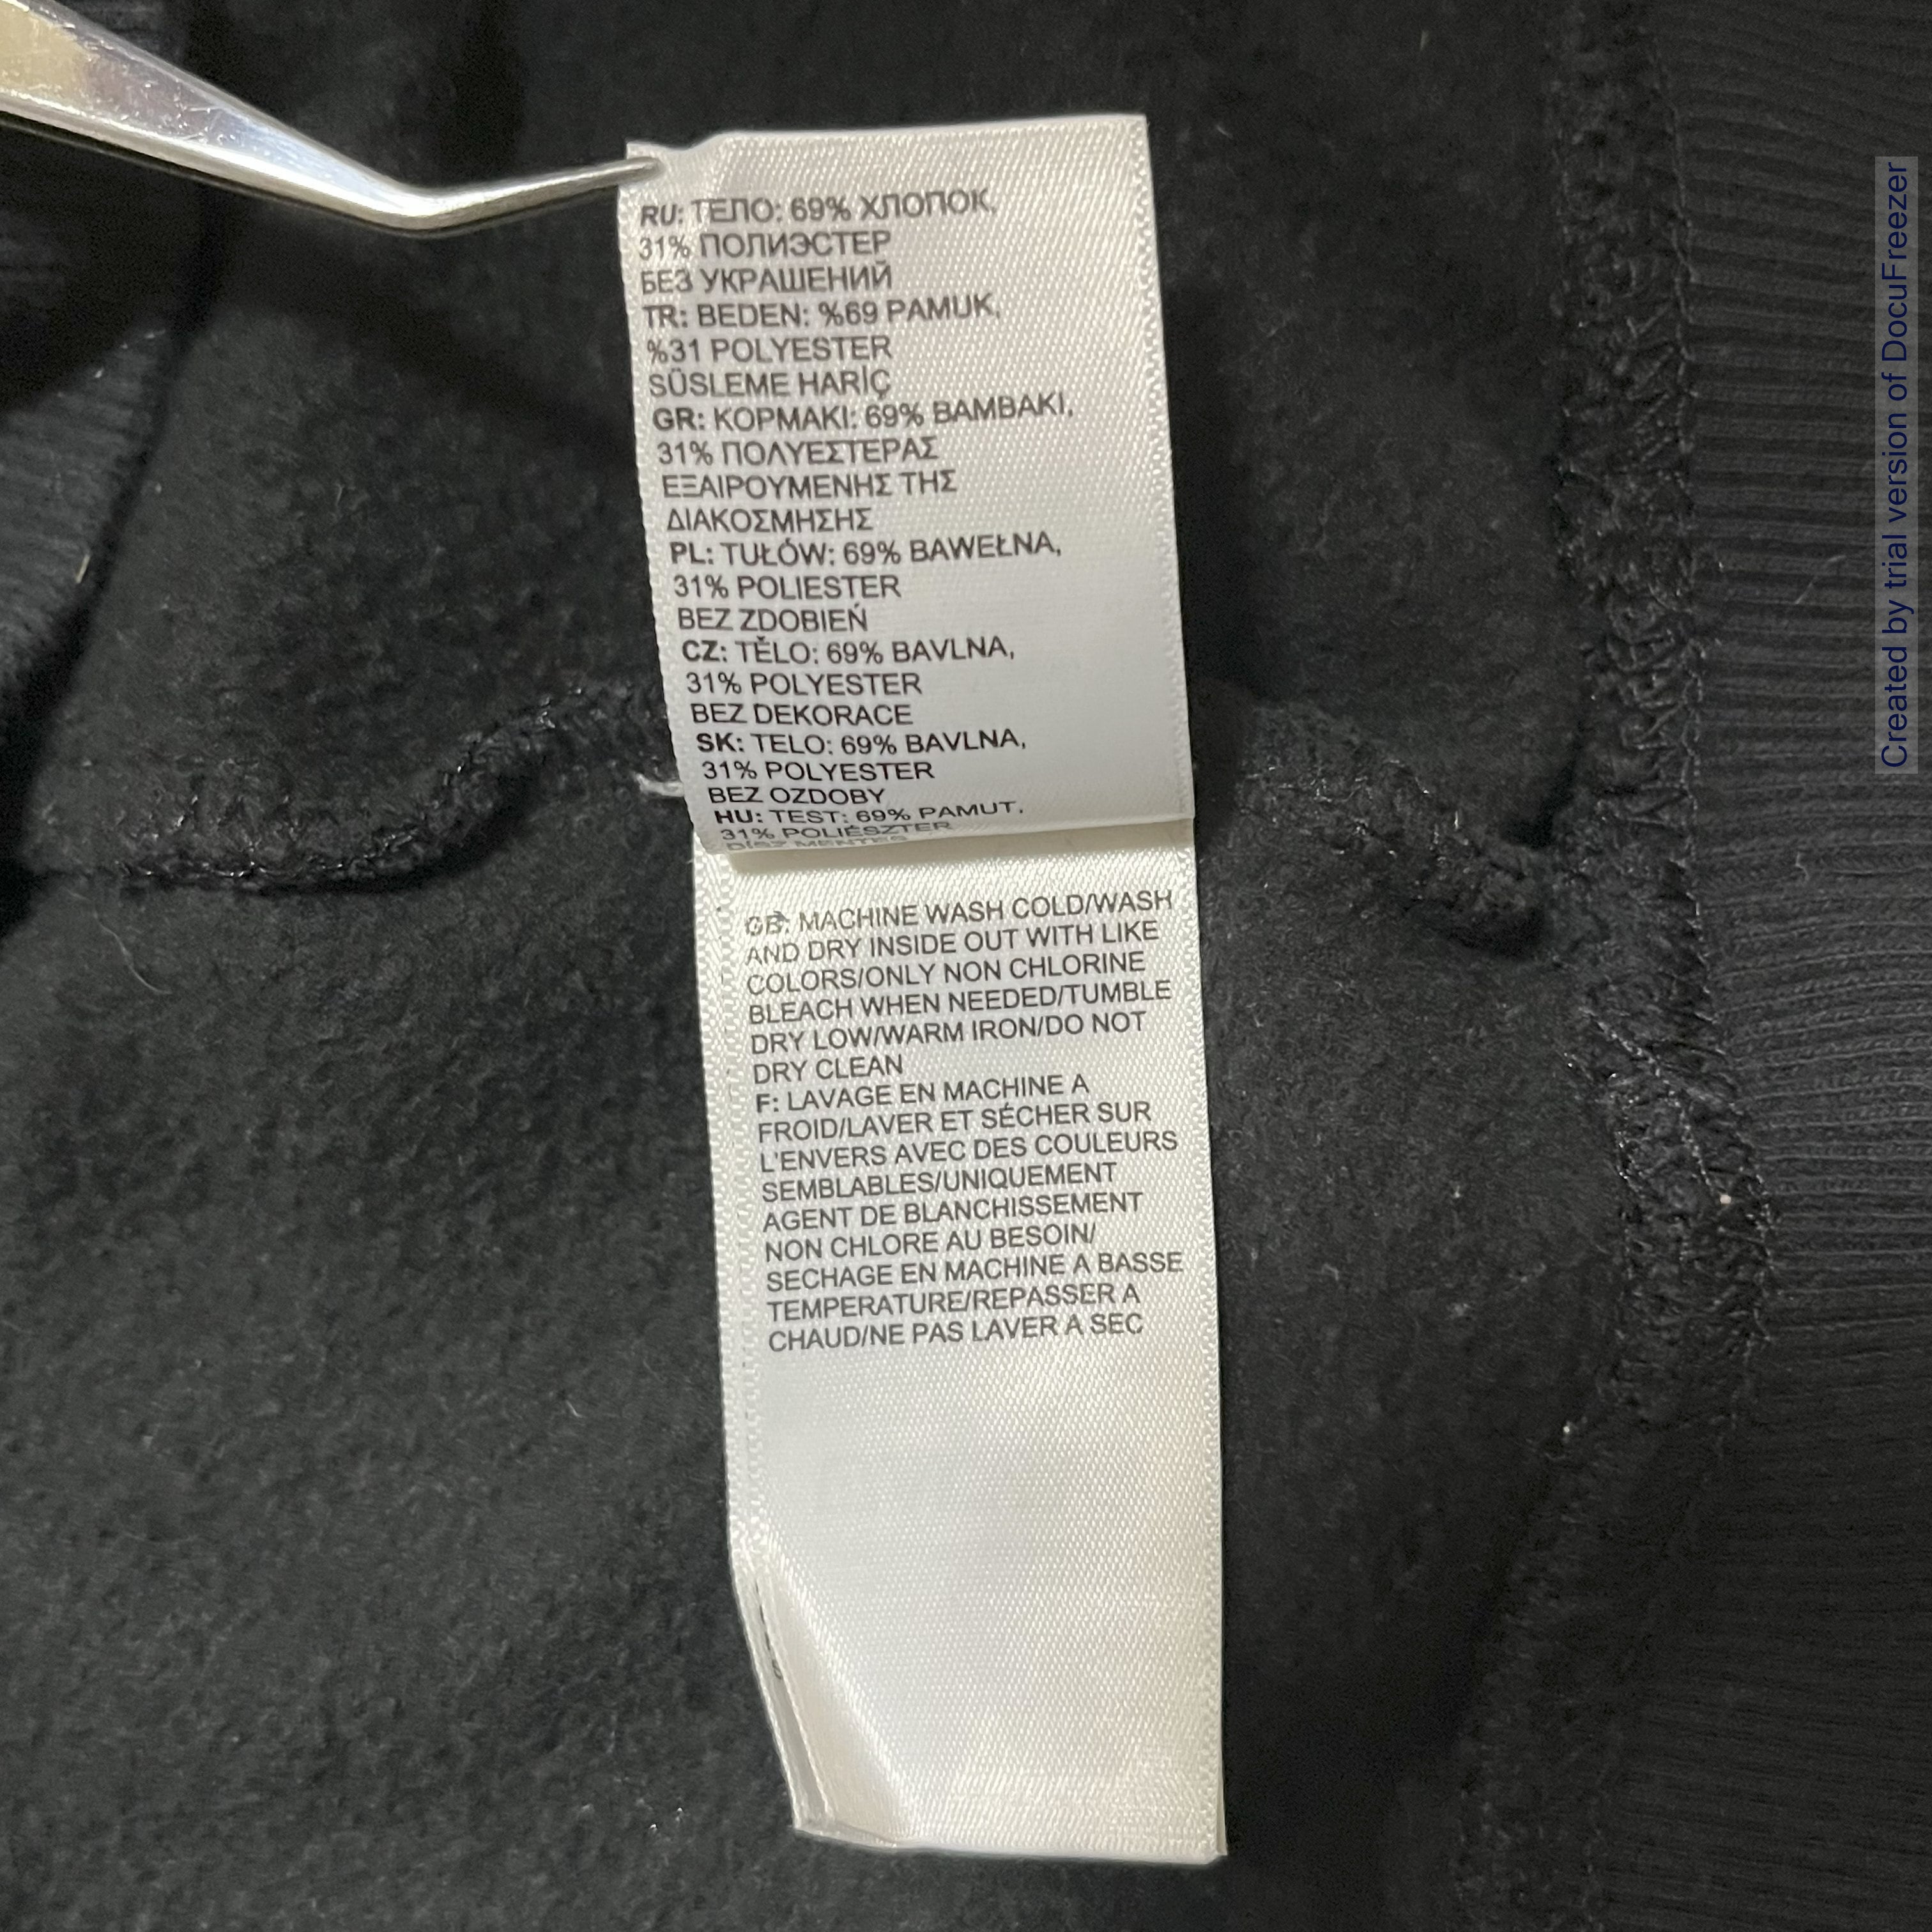 RU: ТЕЛО: 69% ХЛОПОК,
31% ПОЛИЭСТЕР
БЕЗ УКРАШЕНИЙ
TR: BEDEN: %69 PAMUK,
%31 POLYESTER
SÜSLEME HARİÇ
GR: ΚΟΡΜΑΚΙ: 69% ΒΑΜΒΑΚΙ,
31% ΠΟΛΥΕΣΤΕΡΑΣ
ΕΞΑΙΡΟΥΜΕΝΗΣ ΤΗΣ
ΔΙΑΚΟΣΜΗΣΗΣ
PL: TUŁÓW: 69% BAWEŁNA,
31% POLIESTER
BEZ ZDOBIEŃ
CZ: TĚLO: 69% BAVLNA,
31% POLYESTER
BEZ DEKORACE
SK: TELO: 69% BAVLNA,
31% POLYESTER
BEZ OZDOBY
HU: TEST: 69% PAMUT,
31% POLIÉSZTER
DÍSZ MENTES
GB: MACHINE WASH COLD/WASH
AND DRY INSIDE OUT WITH LIKE
COLORS/ONLY NON CHLORINE
BLEACH WHEN NEEDED/TUMBLE
DRY LOW/WARM IRON/DO NOT
DRY CLEAN
F: LAVAGE EN MACHINE A
FROID/LAVER ET SÉCHER SUR
L'ENVERS AVEC DES COULEURS
SEMBLABLES/UNIQUEMENT
AGENT DE BLANCHISSEMENT
NON CHLORE AU BESOIN/
SECHAGE EN MACHINE A BASSE
TEMPERATURE/REPASSER A
CHAUD/NE PAS LAVER A SEC
Created by trial version of DocuFreezer